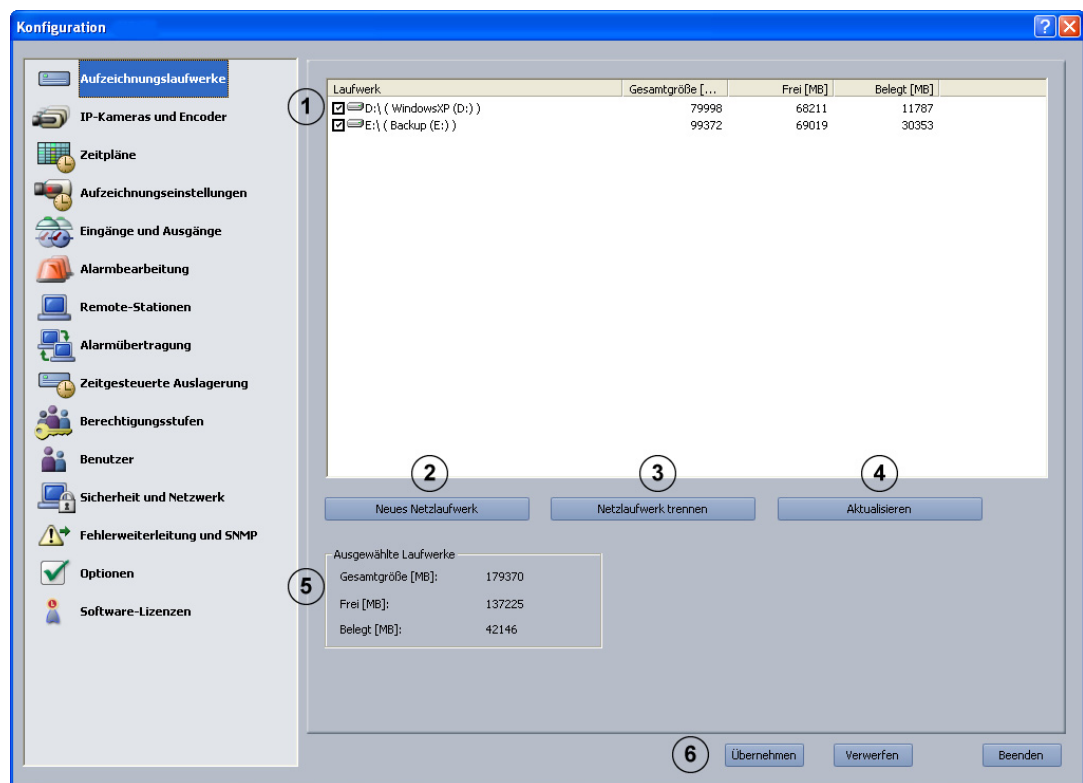 Konfiguration
Aufzeichnungslaufwerke
IP-Kameras und Encoder
Zeitpläne
Aufzeichnungseinstellungen
Eingänge und Ausgänge
Alarmbearbeitung
Remote-Stationen
Alarmübertragung
Zeitgesteuerte Auslagerung
Berechtigungsstufen
Benutzer
Sicherheit und Netzwerk
Fehlerweiterleitung und SNMP
Optionen
Software-Lizenzen
Laufwerk Gesamtgröße [... Frei [MB] Belegt [MB]
1 D:\ ( WindowsXP (D:) ) 79998 68211 11787
E:\ ( Backup (E:) ) 99372 69019 30353
2 3 4
Neues Netzlaufwerk Netzlaufwerk trennen Aktualisieren
Ausgewählte Laufwerke
5 Gesamtgröße [MB]: 179370
Frei [MB]: 137225
Belegt [MB]: 42146
6 Übernehmen Verwerfen Beenden